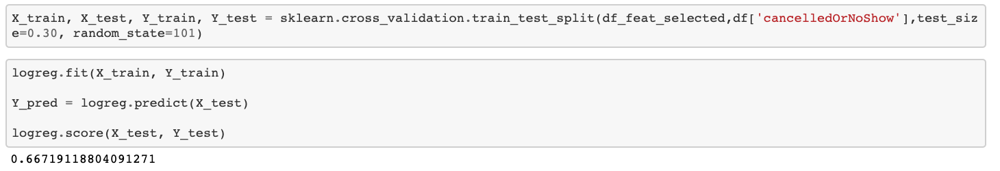 X_train, X_test, Y_train, Y_test = sklearn.cross_validation.train_test_split(df_feat_selected,df['cancelledOrNoShow'],test_siz
e=0.30, random_state=101)
logreg.fit(X_train, Y_train)
Y_pred = logreg.predict(X_test)
logreg.score(X_test, Y_test)
0.66719118804091271